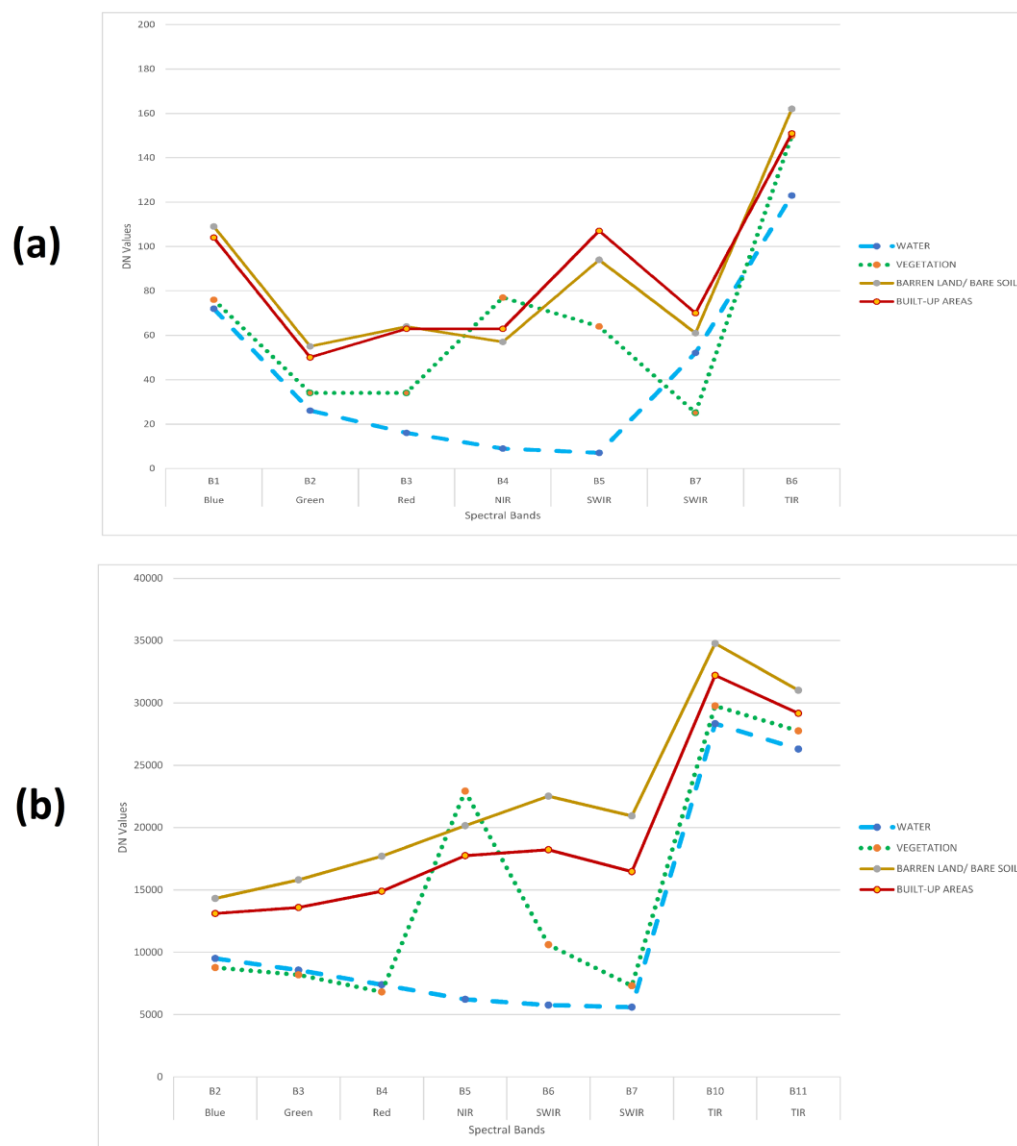 (a)
200
180
160
140
120
100
80
60
40
20
0
DN Values
B1 B2 B3 B4 B5 B7 B6
Blue Green Red NIR SWIR SWIR TIR
Spectral Bands
WATER
VEGETATION
BARREN LAND/ BARE SOIL
BUILT-UP AREAS
(b)
40000
35000
30000
25000
20000
15000
10000
5000
0
DN Values
B2 B3 B4 B5 B6 B7 B10 B11
Blue Green Red NIR SWIR SWIR TIR TIR
Spectral Bands
WATER
VEGETATION
BARREN LAND/ BARE SOIL
BUILT-UP AREAS